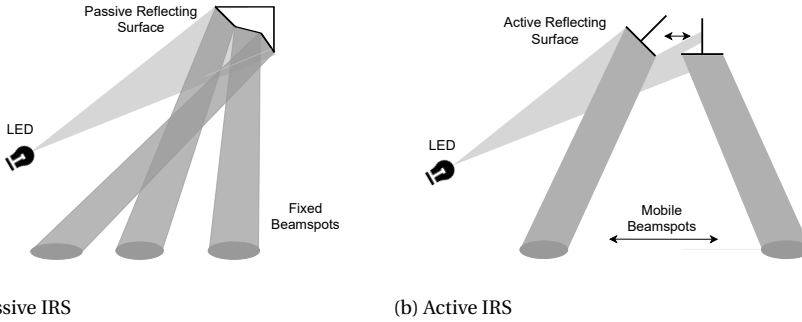 Passive Reflecting
Surface
LED
Fixed
Beamspots
ssive IRS
Active Reflecting
Surface
LED
Mobile
Beamspots
(b) Active IRS